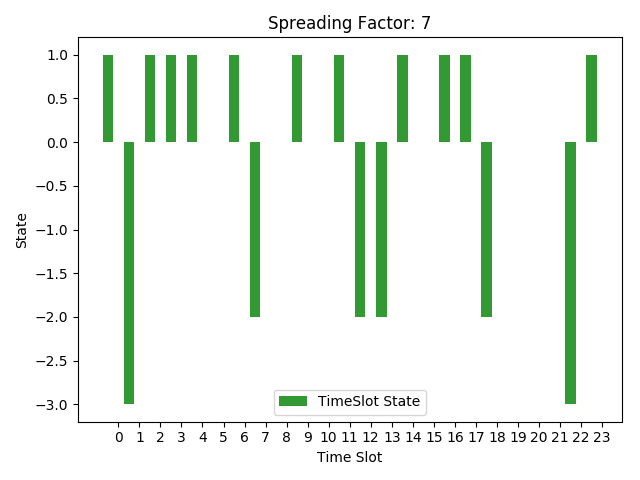 Spreading Factor: 7
1.0
0.5
0.0
−0.5
−1.0
−1.5
−2.0
−2.5
−3.0
State
TimeSlot State
0 1 2 3 4 5 6 7 8 9 10 11 12 13 14 15 16 17 18 19 20 21 22 23
Time Slot